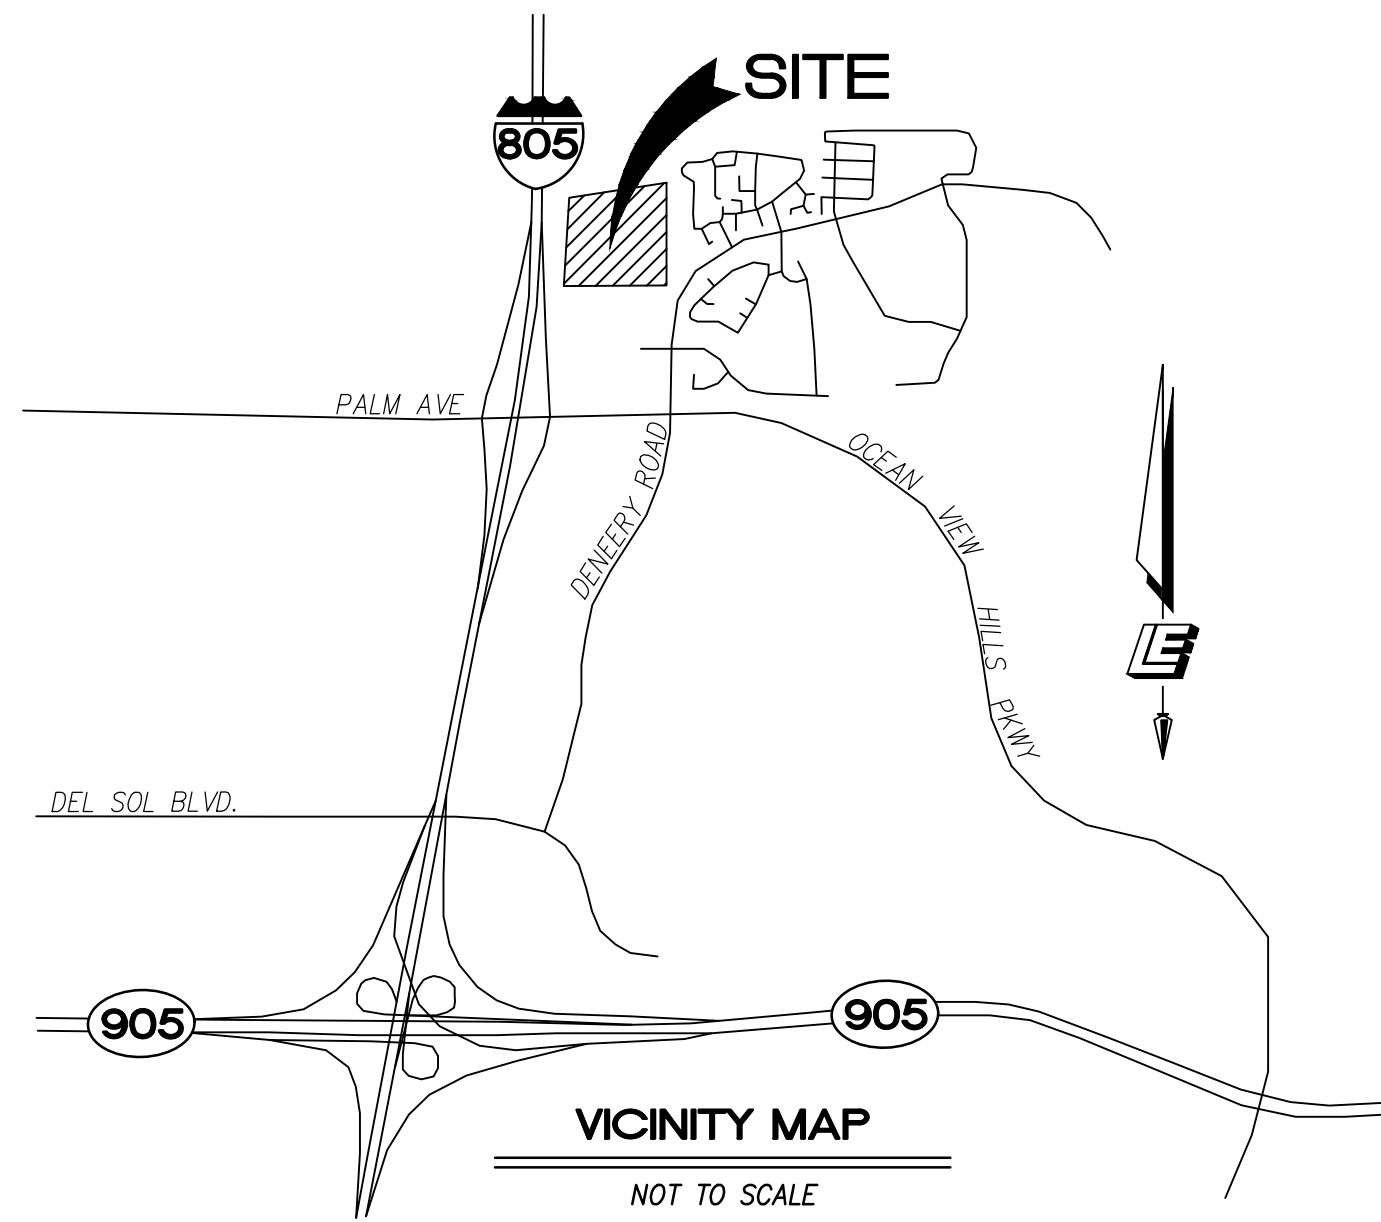 SITE
805
PALM AVE
DENEERY ROAD
OCEAN VIEW HILLS PKWY
LE
DEL SOL BLVD.
905
905
VICINITY MAP
NOT TO SCALE